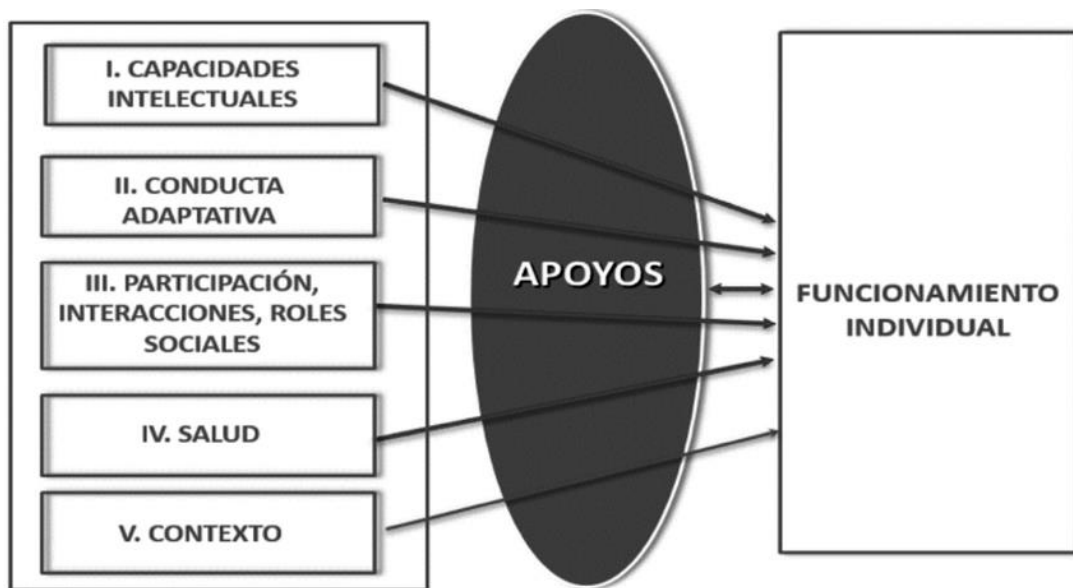 I. CAPACIDADES
INTELECTUALES
II. CONDUCTA
ADAPTATIVA
III. PARTICIPACIÓN,
INTERACCIONES, ROLES
SOCIALES
IV. SALUD
V. CONTEXTO
APOYOS
FUNCIONAMIENTO
INDIVIDUAL